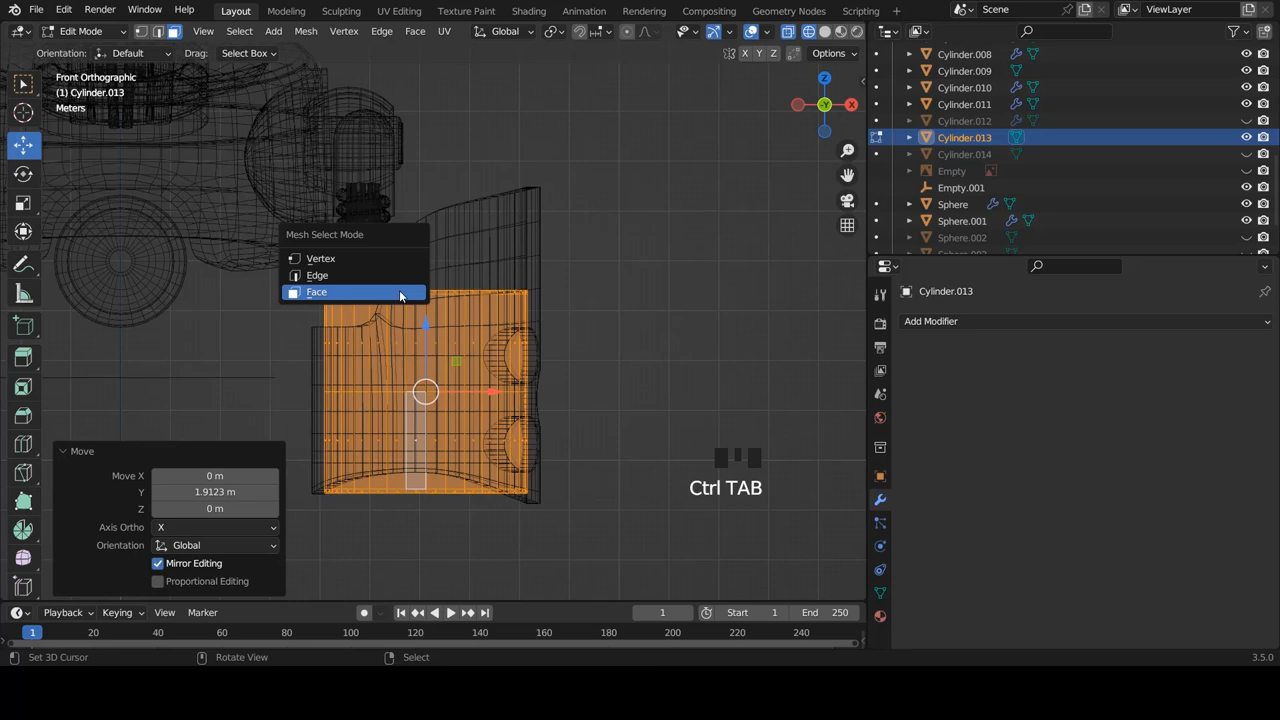 File Edit Render Window Help Layout Modeling Sculpting UV Editing Texture Paint Shading Animation Rendering Compositing Geometry Nodes Scripting Scene ViewLayer
Edit Mode View Select Add Mesh Vertex Edge Face UV Global
Orientation: Default Drag: Select Box X Y Z Options
Front Orthographic
(1) Cylinder.013
Meters
Z
X
-Y
Cylinder.008
Cylinder.009
Cylinder.010
Cylinder.011
Cylinder.012
Cylinder.013
Cylinder.014
Empty
Empty.001
Sphere
Sphere.001
Sphere.002
Mesh Select Mode
Vertex
Edge
Face
Cylinder.013
Add Modifier
Move
Move X 0 m
Y 1.9123 m
Z 0 m
Axis Ortho X
Orientation Global
Mirror Editing
Proportional Editing
Ctrl TAB
Playback Keying View Marker 1 Start 1 End 250
1 20 40 60 80 100 120 140 160 180 200 220 240
Set 3D Cursor Rotate View Select 3.5.0